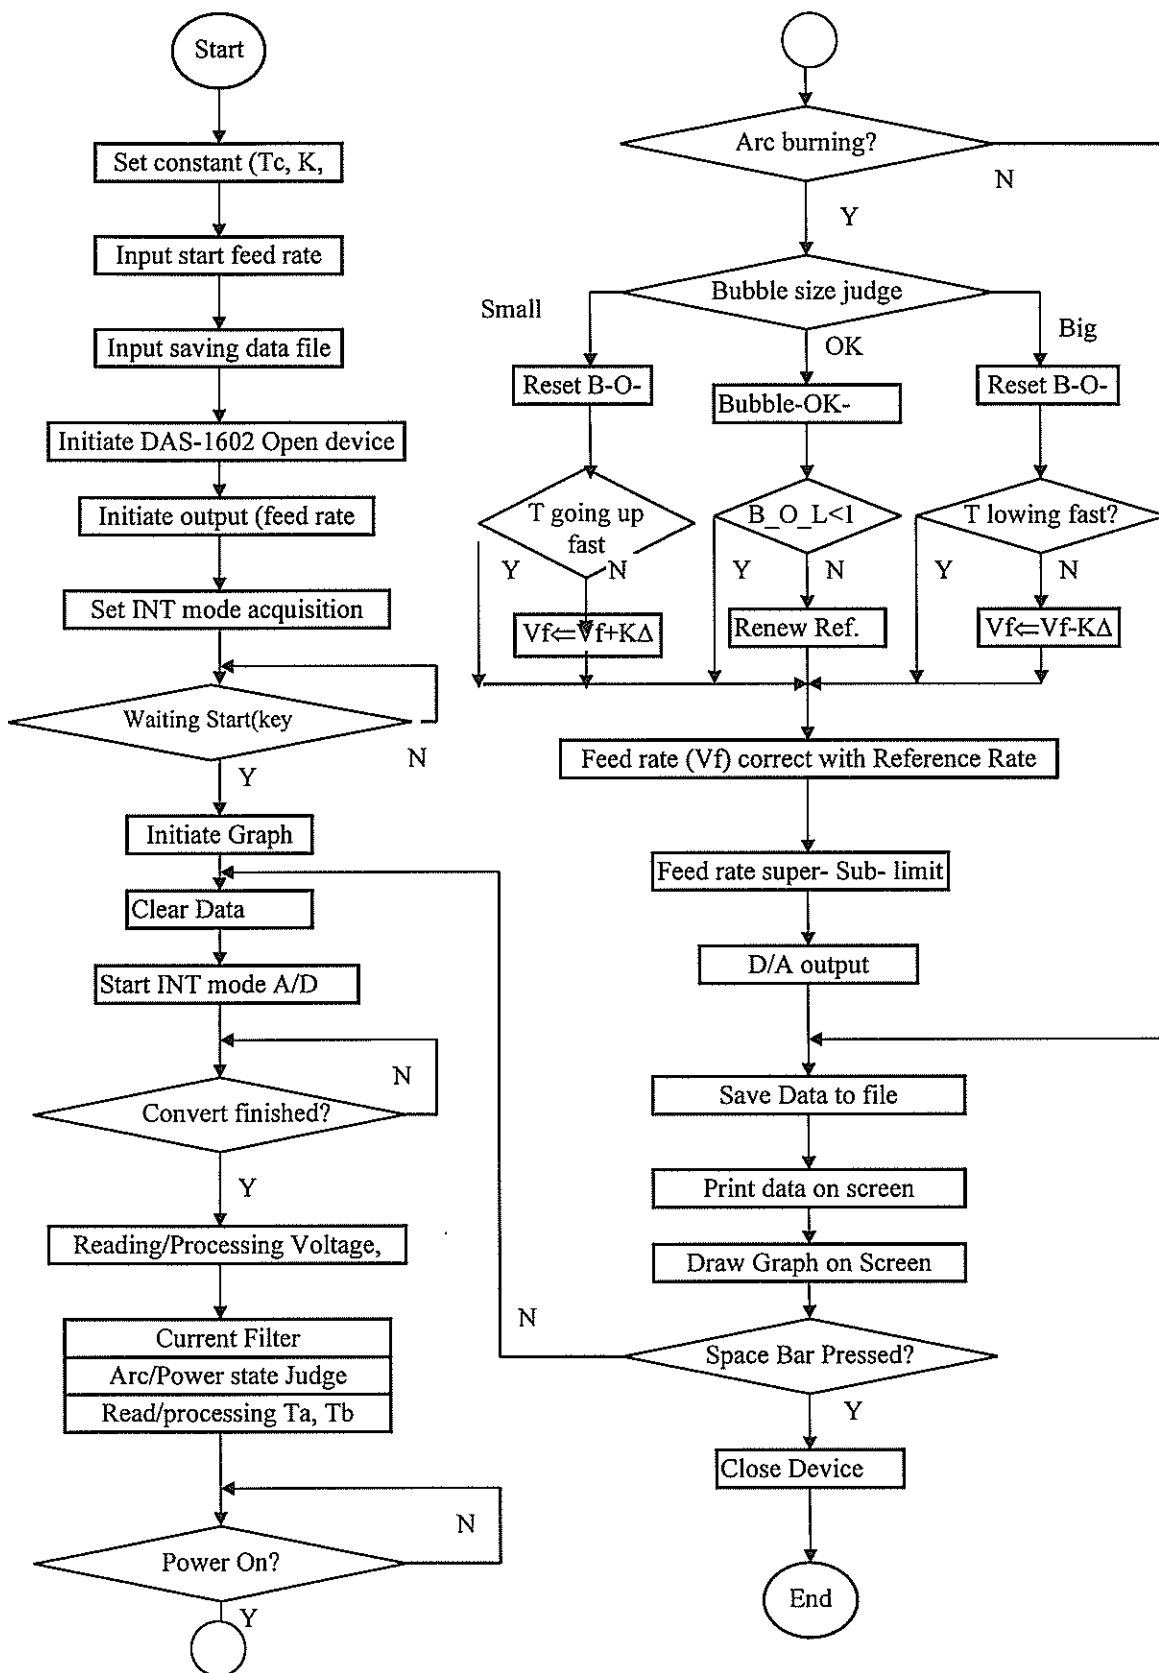 Start
Set constant (Tc, K,
Input start feed rate
Input saving data file
Initiate DAS-1602 Open device
Initiate output (feed rate
Set INT mode acquisition
Waiting Start(key
N
Y
Initiate Graph
Clear Data
Start INT mode A/D
N
Convert finished?
Y
Reading/Processing Voltage,
Current Filter
Arc/Power state Judge
Read/processing Ta, Tb
N
Power On?
Y
Arc burning?
N
Y
Bubble size judge
Small
OK
Big
Reset B-O-
Bubble-OK-
Reset B-O-
T going up
fast
B_O_L<1
T lowing fast?
Y
N
Y
N
Y
N
Vf⇐Vf+KΔ
Renew Ref.
Vf⇐Vf-KΔ
Feed rate (Vf) correct with Reference Rate
Feed rate super- Sub- limit
D/A output
Save Data to file
Print data on screen
Draw Graph on Screen
N
Space Bar Pressed?
Y
Close Device
End